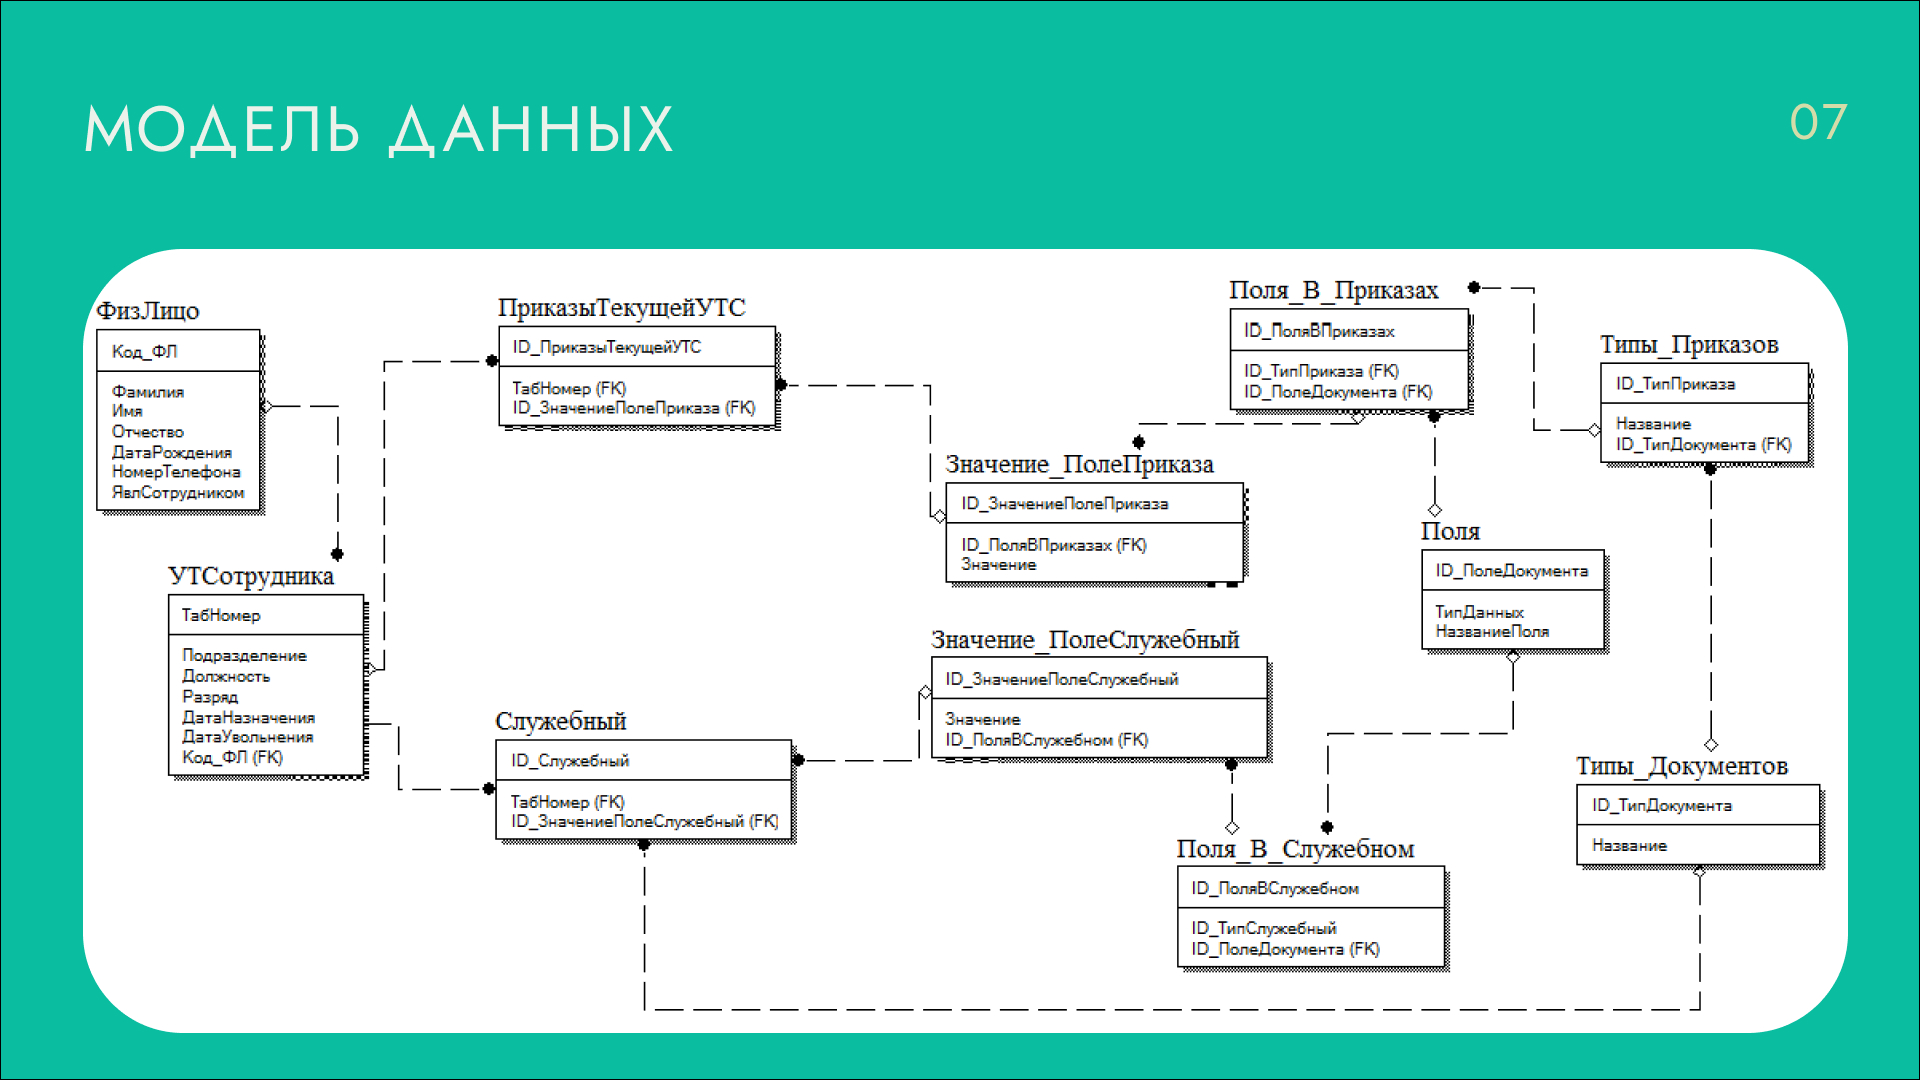 МОДЕЛЬ ДАННЫХ
07
ФизЛицо
Код_ФЛ
Фамилия
Имя
Отчество
ДатаРождения
НомерТелефона
ЯвлСотрудником
УТСотрудника
ТабНомер
Подразделение
Должность
Разряд
ДатаНазначения
ДатаУвольнения
Код_ФЛ (FK)
ПриказыТекущейУТС
ID_ПриказыТекущейУТС
ТабНомер (FK)
ID_ЗначениеПолеПриказа (FK)
Служебный
ID_Служебный
ТабНомер (FK)
ID_ЗначениеПолеСлужебный (FK)
Значение_ПолеПриказа
ID_ЗначениеПолеПриказа
ID_ПоляВПриказах (FK)
Значение
Значение_ПолеСлужебный
ID_ЗначениеПолеСлужебный
Значение
ID_ПоляВСлужебном (FK)
Поля_В_Приказах
ID_ПоляВПриказах
ID_ТипПриказа (FK)
ID_ПолеДокумента (FK)
Поля
ID_ПолеДокумента
ТипДанных
НазваниеПоля
Поля_В_Служебном
ID_ПоляВСлужебном
ID_ТипСлужебный
ID_ПолеДокумента (FK)
Типы_Приказов
ID_ТипПриказа
Название
ID_ТипДокумента (FK)
Типы_Документов
ID_ТипДокумента
Название